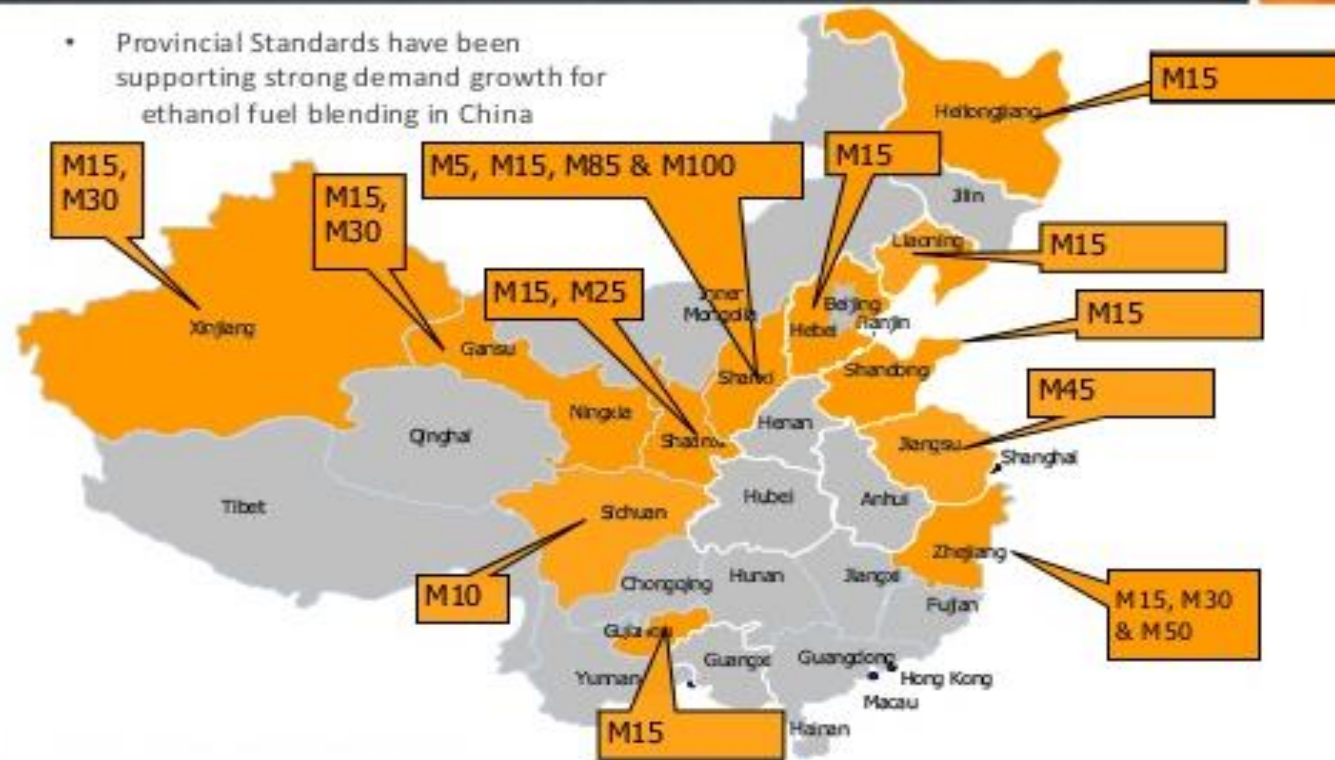 • Provincial Standards have been
supporting strong demand growth for
ethanol fuel blending in China
M15
Heilongjiang
M5, M15, M85 & M100
M15
M15,
M30
M15,
M30
Jilin
Liaoning
M15
M15, M25
Inner
Mongolia
Beijing
Tianjin
Hebei
M15
Xinjiang
Gansu
Shanxi
Shandong
M45
Ningxia
Henan
Qinghai
Jiangsu
Shanghai
Tibet
Sichuan
Hubei
Anhui
Zhejiang
M10
Chongqing
Hunan
Jiangxi
Fujian
M15, M30
& M50
Guangxi
Guangdong
Yunnan
Hong Kong
Macau
M15
Hainan